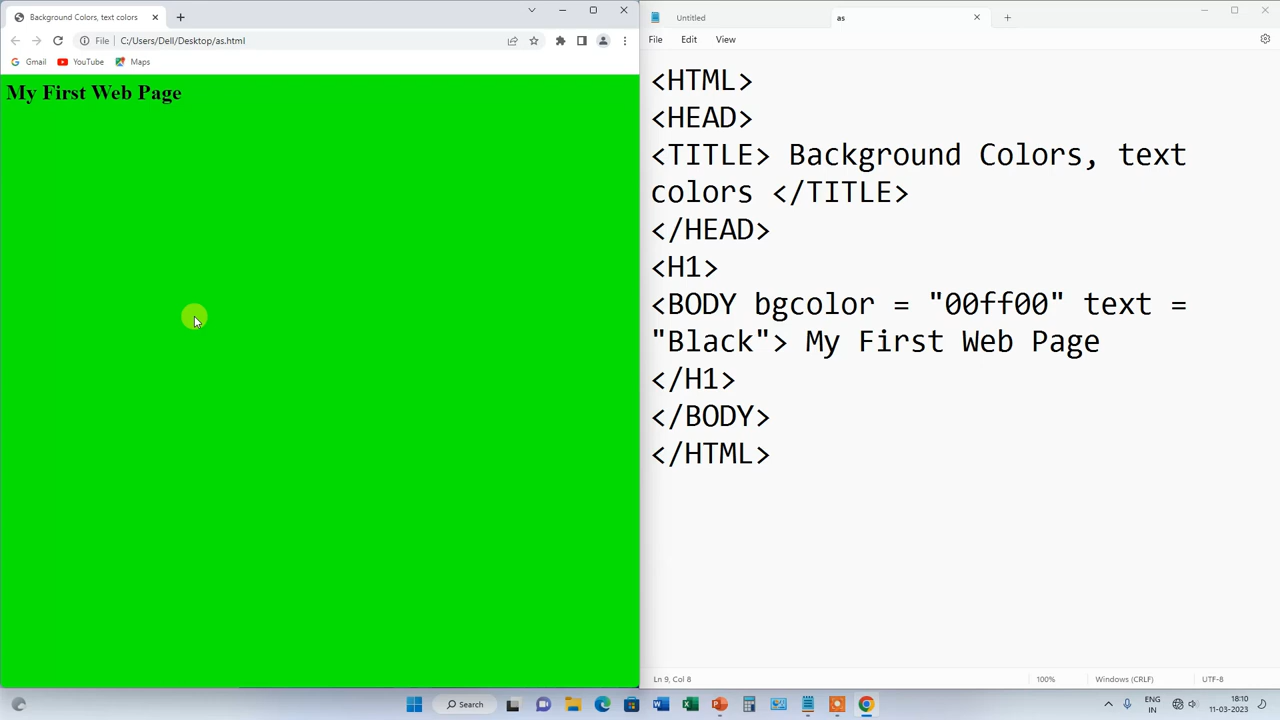 Background Colors, text colors
File C:/Users/Dell/Desktop/as.html
Gmail YouTube Maps
My First Web Page
Untitled as
File Edit View
<HTML>
<HEAD>
<TITLE> Background Colors, text
colors </TITLE>
</HEAD>
<H1>
<BODY bgcolor = "00ff00" text =
"Black"> My First Web Page
</H1>
</BODY>
</HTML>
Ln 9, Col 8 100% Windows (CRLF) UTF-8
Search
ENG
IN
18:10
11-03-2023